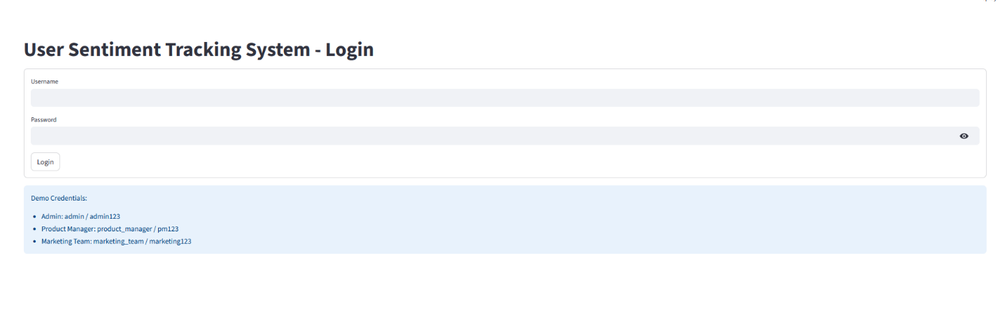 User Sentiment Tracking System - Login
Username
Password
Login
Demo Credentials:
• Admin: admin / admin123
• Product Manager: product_manager / pm123
• Marketing Team: marketing_team / marketing123